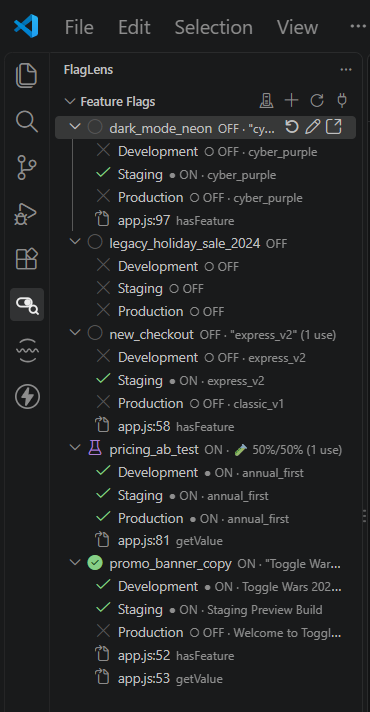 File Edit Selection View ···
FlagLens ···
Feature Flags
dark_mode_neon OFF · "cy...
Development ○ OFF · cyber_purple
Staging ● ON · cyber_purple
Production ○ OFF · cyber_purple
app.js:97 hasFeature
legacy_holiday_sale_2024 OFF
Development ○ OFF
Staging ○ OFF
Production ○ OFF
new_checkout OFF · "express_v2" (1 use)
Development ○ OFF · express_v2
Staging ● ON · express_v2
Production ○ OFF · classic_v1
app.js:58 hasFeature
pricing_ab_test ON · 🧪 50%/50% (1 use)
Development ● ON · annual_first
Staging ● ON · annual_first
Production ● ON · annual_first
app.js:81 getValue
promo_banner_copy ON · "Toggle War...
Development ● ON · Toggle Wars 202...
Staging ● ON · Staging Preview Build
Production ○ OFF · Welcome to Toggl...
app.js:52 hasFeature
app.js:53 getValue